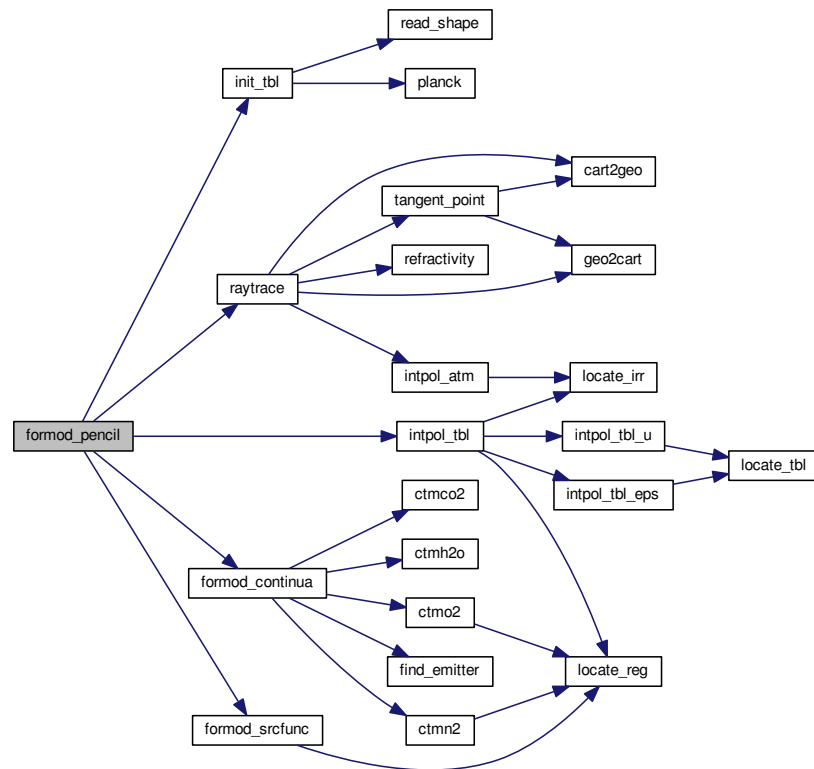 read_shape
init_tbl
planck
cart2geo
tangent_point
refractivity
geo2cart
raytrace
intpol_atm
locate_irr
formod_pencil
intpol_tbl
intpol_tbl_u
locate_tbl
intpol_tbl_eps
ctmco2
ctmh2o
formod_continua
ctmo2
find_emitter
locate_reg
formod_srcfunc
ctmn2